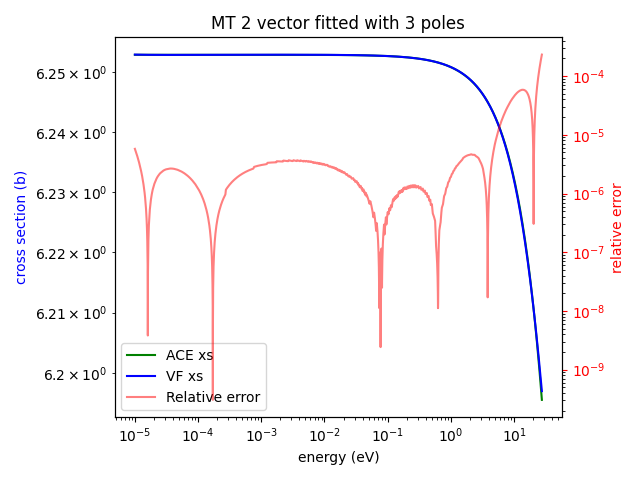 MT 2 vector fitted with 3 poles
6.25 × 10⁰
6.24 × 10⁰
6.23 × 10⁰
6.22 × 10⁰
6.21 × 10⁰
6.2 × 10⁰
cross section (b)
10⁻⁴
10⁻⁵
10⁻⁶
10⁻⁷
10⁻⁸
10⁻⁹
relative error
ACE xs
VF xs
Relative error
10⁻⁵ 10⁻⁴ 10⁻³ 10⁻² 10⁻¹ 10⁰ 10¹
energy (eV)